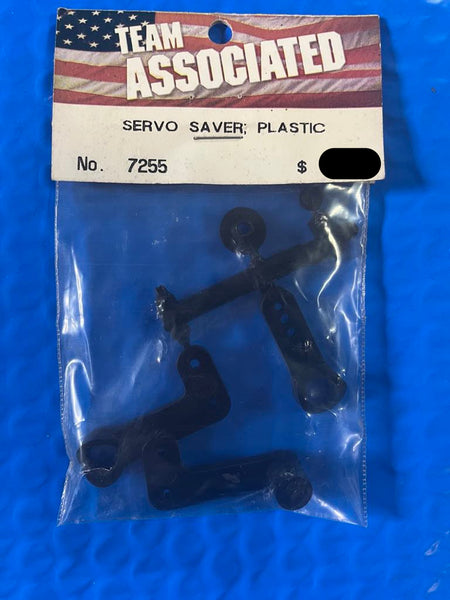 TEAM
ASSOCIATED
SERVO SAVER; PLASTIC
No. 7255 $